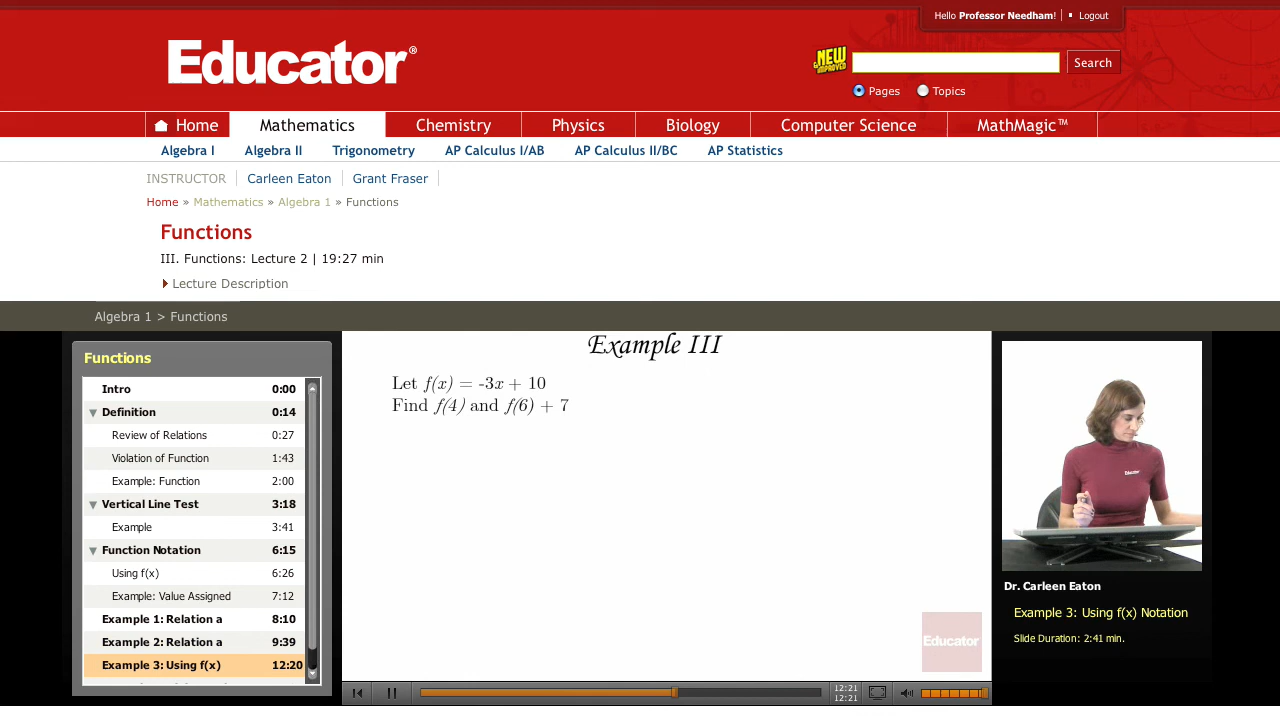 Hello Professor Needham! Logout
Educator®
NEW & IMPROVED
Search
Pages Topics
Home Mathematics Chemistry Physics Biology Computer Science MathMagic™
Algebra I Algebra II Trigonometry AP Calculus I/AB AP Calculus II/BC AP Statistics
INSTRUCTOR Carleen Eaton Grant Fraser
Home » Mathematics » Algebra 1 » Functions
Functions
III. Functions: Lecture 2 | 19:27 min
Lecture Description
Algebra 1 > Functions
Functions
Intro 0:00
Definition 0:14
Review of Relations 0:27
Violation of Function 1:43
Example: Function 2:00
Vertical Line Test 3:18
Example 3:41
Function Notation 6:15
Using f(x) 6:26
Example: Value Assigned 7:12
Example 1: Relation a 8:10
Example 2: Relation a 9:39
Example 3: Using f(x) 12:20
Example III
Let f(x) = -3x + 10
Find f(4) and f(6) + 7
Educator
12:21
12:21
Educator
Dr. Carleen Eaton
Example 3: Using f(x) Notation
Slide Duration: 2:41 min.